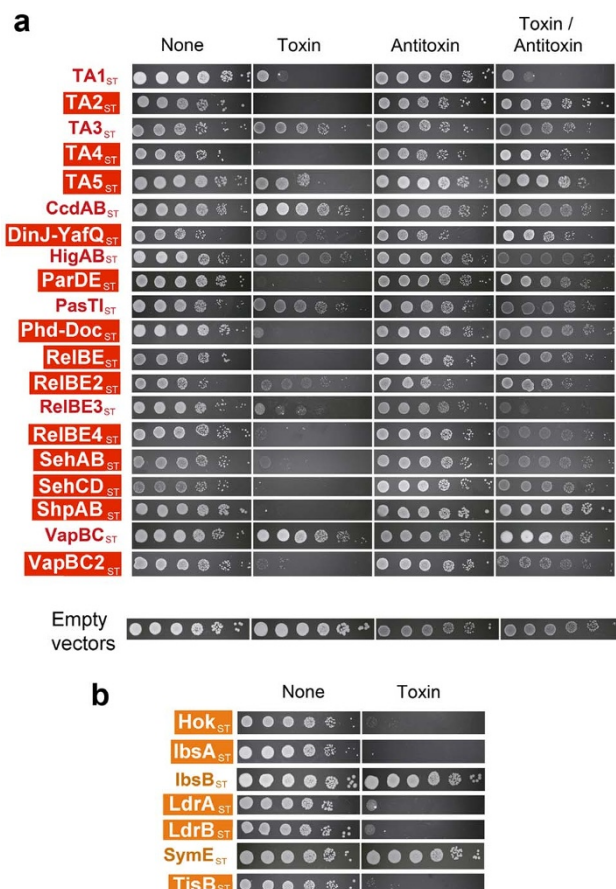 a
None Toxin Antitoxin Toxin / Antitoxin
TA1ST
TA2ST
TA3ST
TA4ST
TA5ST
CcdABST
DinJ-YafQST
HigABST
ParDEST
PasTIST
Phd-DocST
RelBEST
RelBE2ST
RelBE3ST
RelBE4ST
SehABST
SehCDST
ShpABST
VapBCST
VapBC2ST
Empty
vectors
b
None Toxin
HokST
IbsAST
IbsBST
LdrAST
LdrBST
SymEST
TisBST